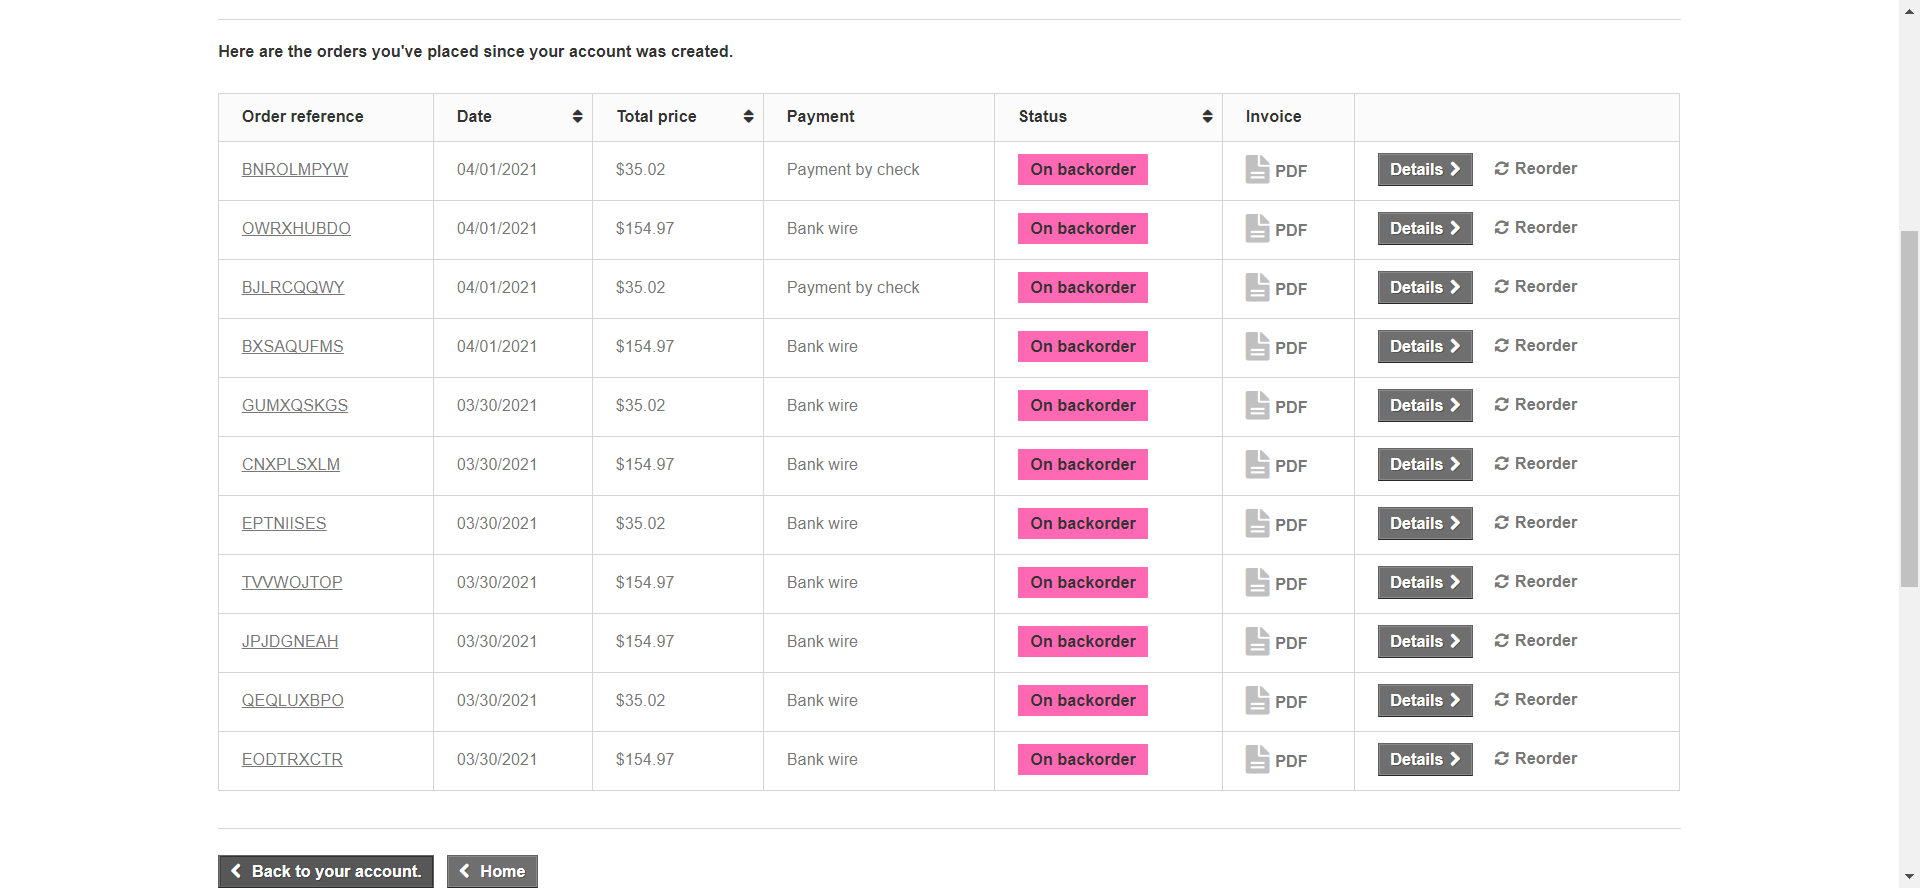 Here are the orders you've placed since your account was created.
Order reference Date Total price Payment Status Invoice
BNROLMPYW 04/01/2021 $35.02 Payment by check On backorder PDF Details Reorder
OWRXHUBDO 04/01/2021 $154.97 Bank wire On backorder PDF Details Reorder
BJLRCQQWY 04/01/2021 $35.02 Payment by check On backorder PDF Details Reorder
BXSAQUFMS 04/01/2021 $154.97 Bank wire On backorder PDF Details Reorder
GUMXQSKGS 03/30/2021 $35.02 Bank wire On backorder PDF Details Reorder
CNXPLSXLM 03/30/2021 $154.97 Bank wire On backorder PDF Details Reorder
EPTNIISES 03/30/2021 $35.02 Bank wire On backorder PDF Details Reorder
TVVWOJTOP 03/30/2021 $154.97 Bank wire On backorder PDF Details Reorder
JPJDGNEAH 03/30/2021 $154.97 Bank wire On backorder PDF Details Reorder
QEQLUXBPO 03/30/2021 $35.02 Bank wire On backorder PDF Details Reorder
EODTRXCTR 03/30/2021 $154.97 Bank wire On backorder PDF Details Reorder
Back to your account. Home